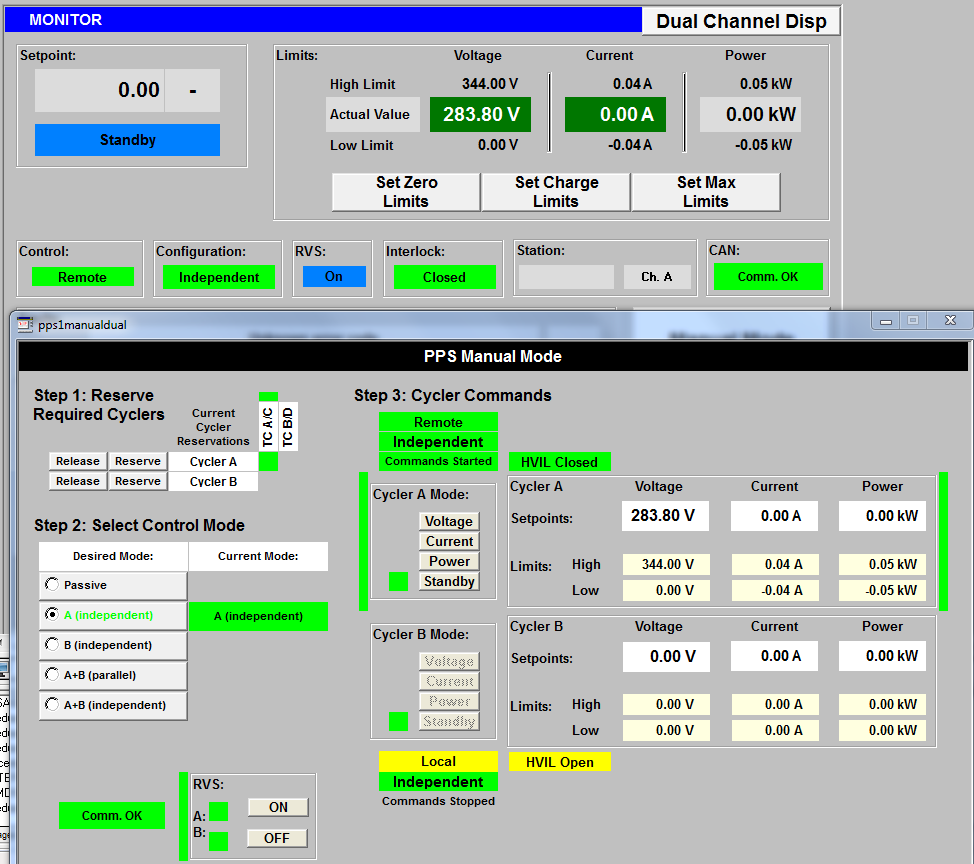 MONITOR
Dual Channel Disp
Setpoint:
0.00 -
Standby
Limits: Voltage Current Power
High Limit 344.00 V 0.04 A 0.05 kW
Actual Value 283.80 V 0.00 A 0.00 kW
Low Limit 0.00 V -0.04 A -0.05 kW
Set Zero Limits
Set Charge Limits
Set Max Limits
Control: Configuration: RVS: Interlock: Station: CAN:
Remote Independent On Closed Ch. A Comm. OK
pps1manualdual
PPS Manual Mode
Step 1: Reserve
Required Cyclers
Current
Cycler
Reservations
TC A/C
TC B/D
Release Reserve Cycler A
Release Reserve Cycler B
Step 2: Select Control Mode
Desired Mode: Current Mode:
Passive
A (independent) A (independent)
B (independent)
A+B (parallel)
A+B (independent)
Comm. OK
RVS:
A:
B:
ON
OFF
Step 3: Cycler Commands
Remote
Independent
Commands Started
HVIL Closed
Cycler A Mode:
Voltage
Current
Power
Standby
Cycler A Voltage Current Power
Setpoints: 283.80 V 0.00 A 0.00 kW
Limits: High 344.00 V 0.04 A 0.05 kW
Low 0.00 V -0.04 A -0.05 kW
Cycler B Mode:
Voltage
Current
Power
Standby
Cycler B Voltage Current Power
Setpoints: 0.00 V 0.00 A 0.00 kW
Limits: High 0.00 V 0.00 A 0.00 kW
Low 0.00 V 0.00 A 0.00 kW
Local
Independent
Commands Stopped
HVIL Open